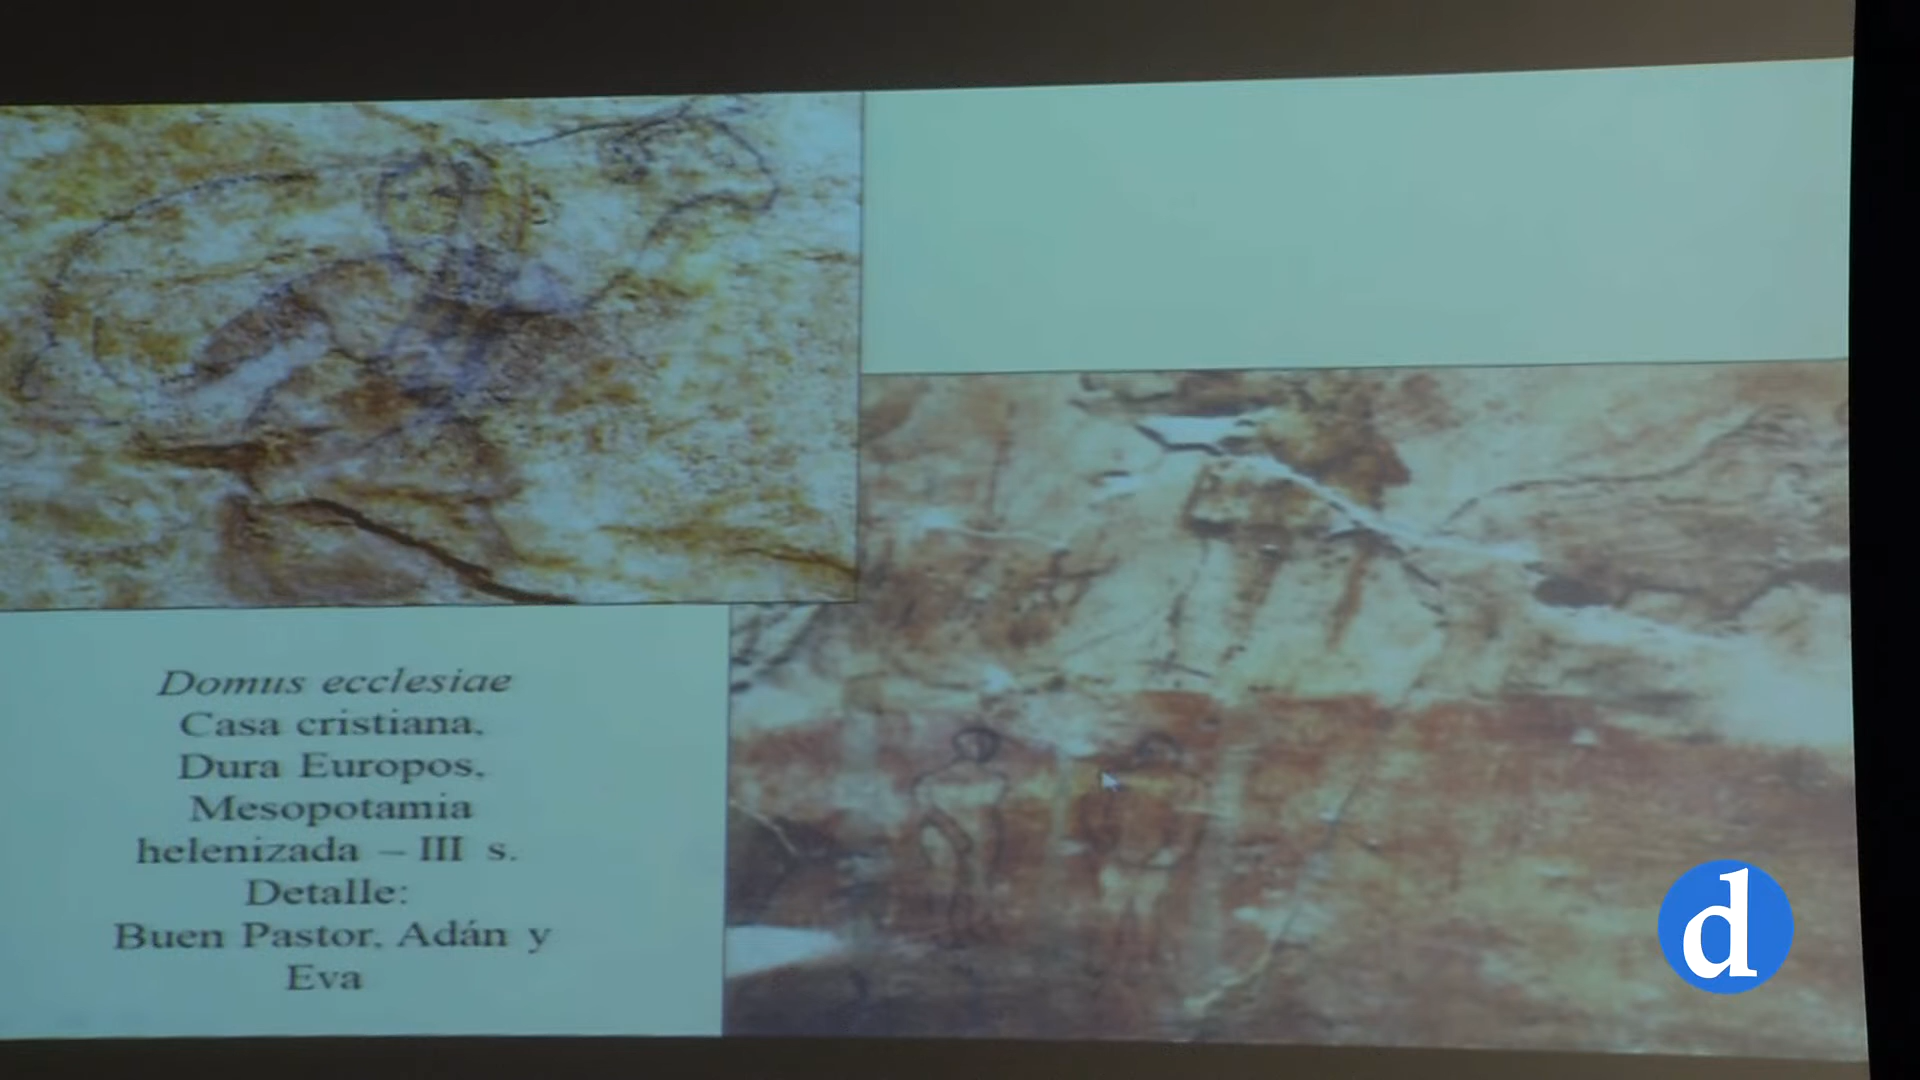 Domus ecclesiae
Casa cristiana.
Dura Europos.
Mesopotamia
helenizada – III s.
Detalle:
Buen Pastor. Adán y
Eva
d